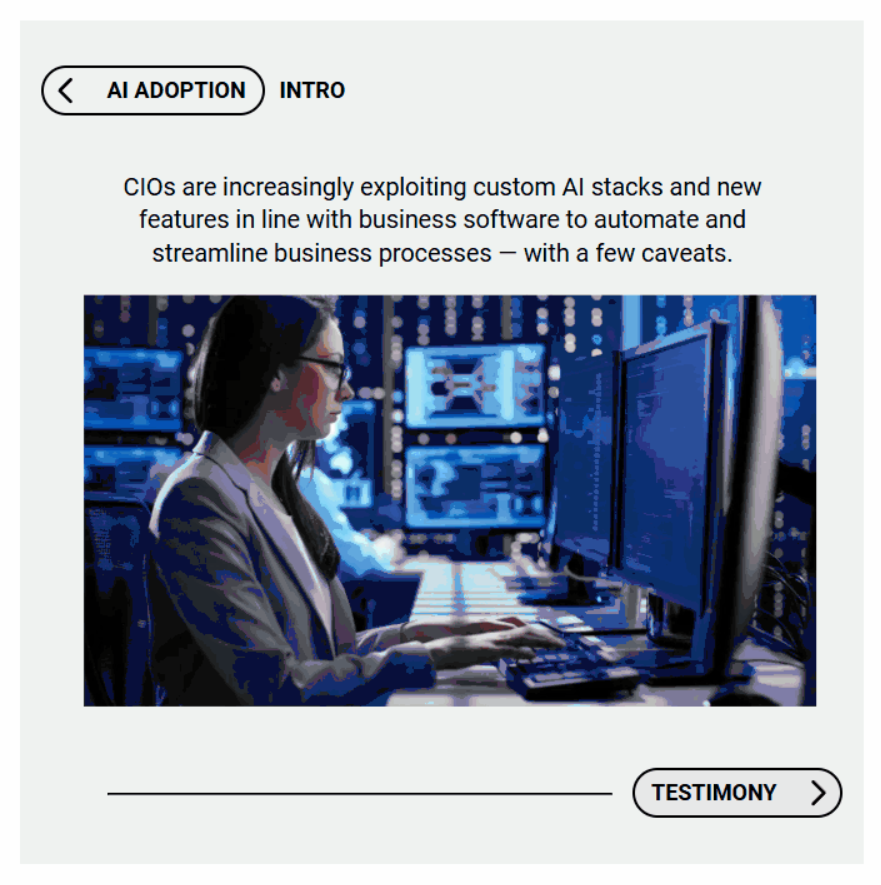 AI ADOPTION INTRO
CIOs are increasingly exploiting custom AI stacks and new
features in line with business software to automate and
streamline business processes — with a few caveats.
TESTIMONY